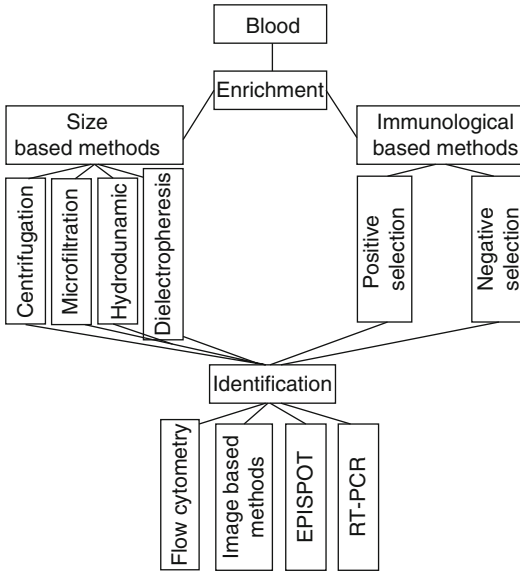 Blood
Enrichment
Size
based methods
Immunological
based methods
Centrifugation
Microfiltration
Hydrodunamic
Dielectropheresis
Positive
selection
Negative
selection
Identification
Flow cytometry
Image based
methods
EPISPOT
RT-PCR